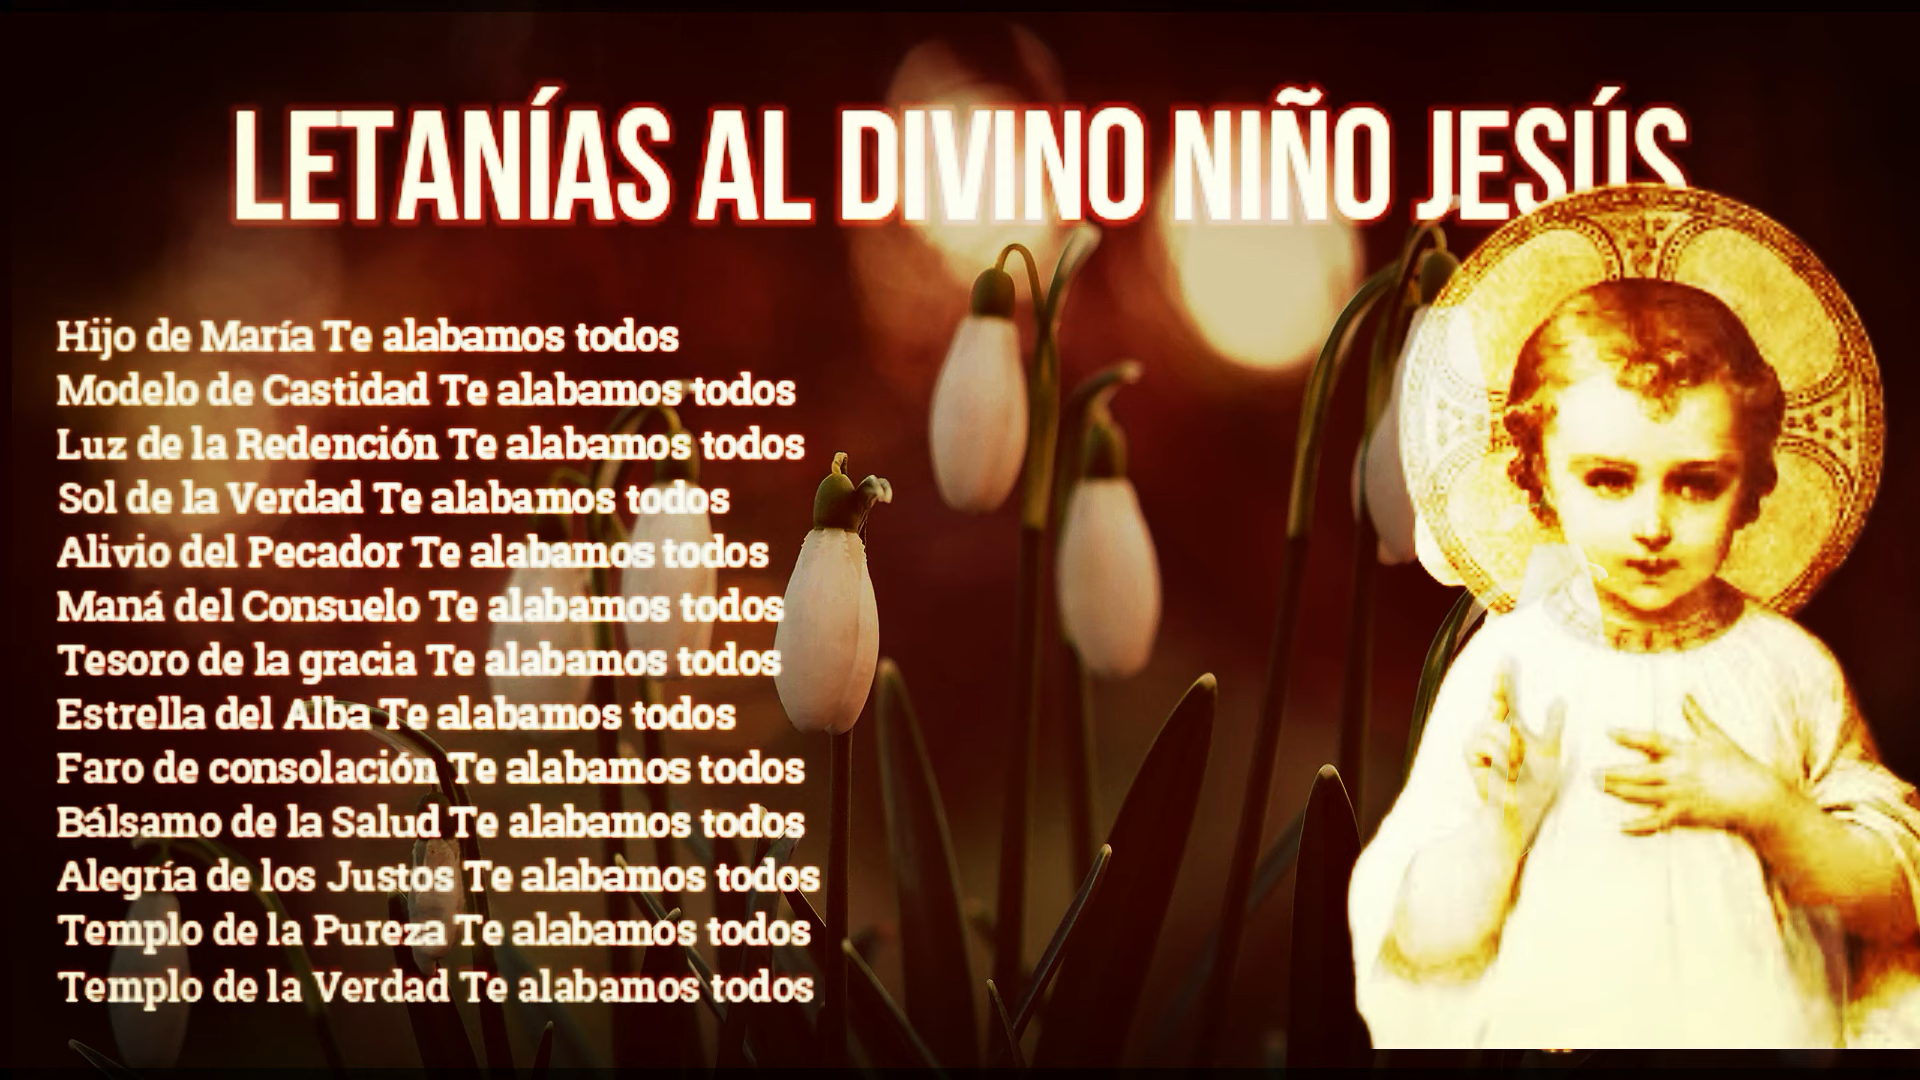 LETANÍAS AL DIVINO NIÑO JESÚS
Hijo de María Te alabamos todos
Modelo de Castidad Te alabamos todos
Luz de la Redención Te alabamos todos
Sol de la Verdad Te alabamos todos
Alivio del Pecador Te alabamos todos
Maná del Consuelo Te alabamos todos
Tesoro de la gracia Te alabamos todos
Estrella del Alba Te alabamos todos
Faro de consolación Te alabamos todos
Bálsamo de la Salud Te alabamos todos
Alegría de los Justos Te alabamos todos
Templo de la Pureza Te alabamos todos
Templo de la Verdad Te alabamos todos